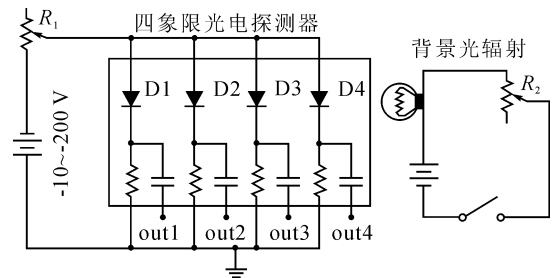 四象限光电探测器
R1
背景光辐射
D1 D2 D3 D4
R2
-10~-200 V
out1 out2 out3 out4